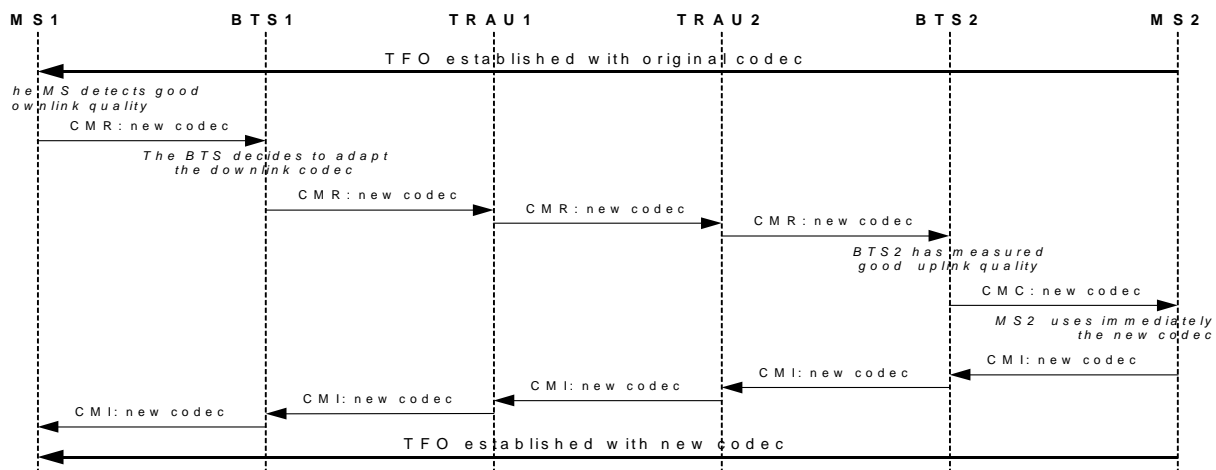 MS1 BTS1 TRAU1 TRAU2 BTS2 MS2
TFO established with original codec
he MS detects good
ownlink quality
CMR: new codec
The BTS decides to adapt
the downlink codec
CMR: new codec
CMR: new codec
CMR: new codec
BTS2 has measured
good uplink quality
CMC: new codec
MS2 uses immediately
the new codec
CMI: new codec
CMI: new codec
CMI: new codec
CMI: new codec
CMI: new codec
TFO established with new codec